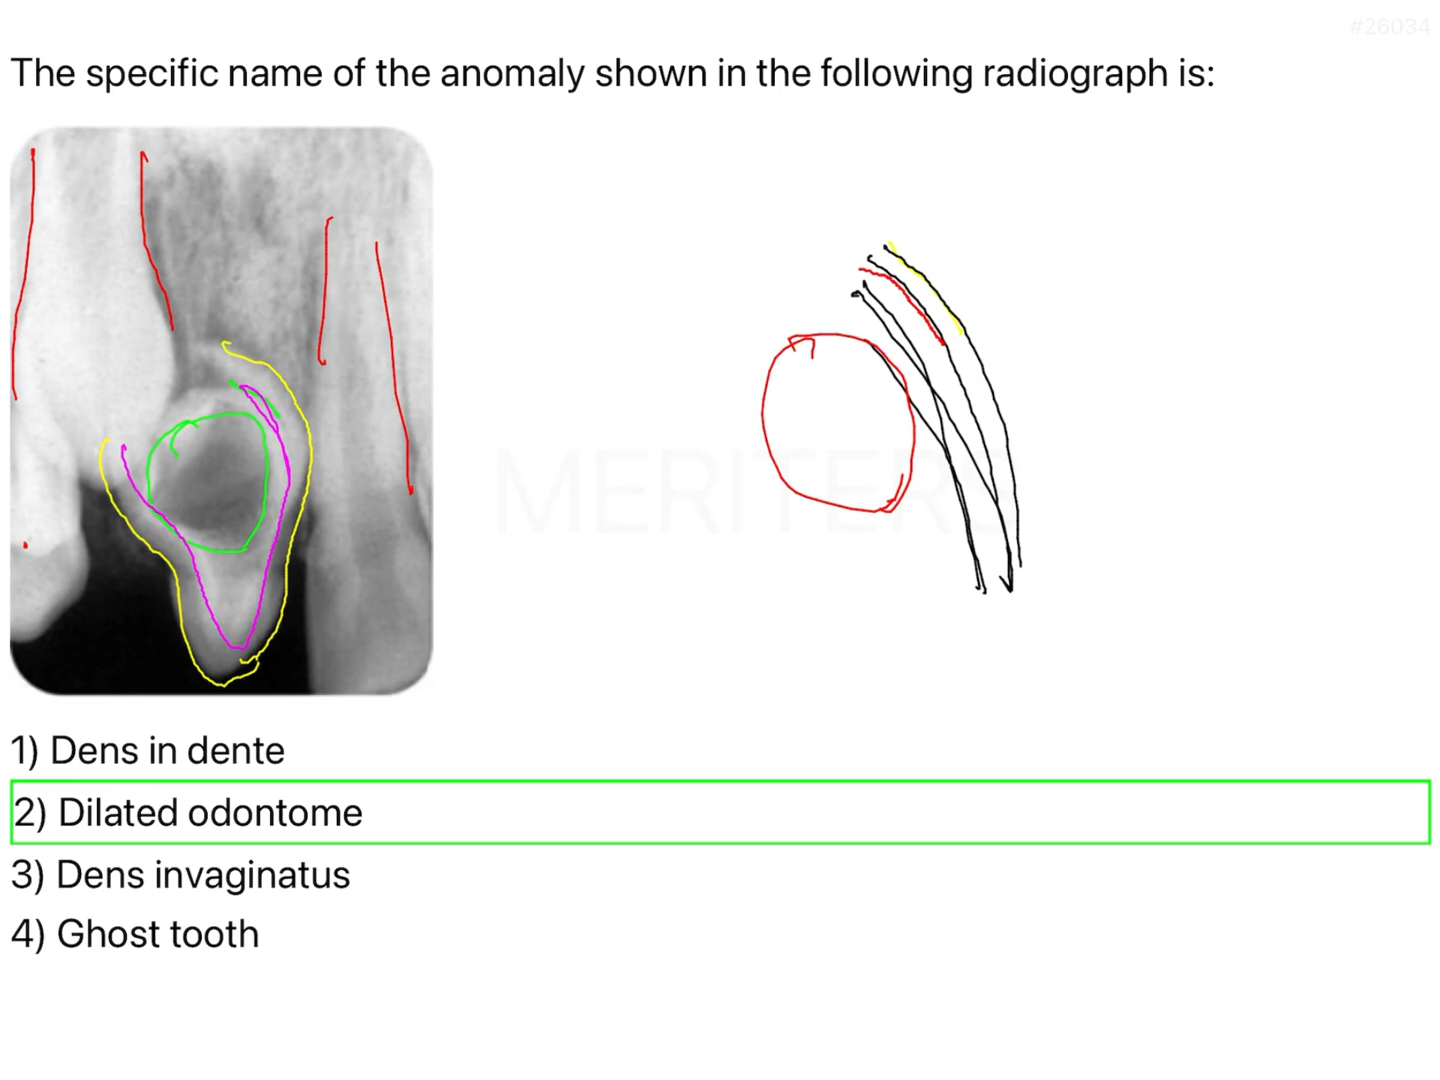 #26034
The specific name of the anomaly shown in the following radiograph is:
MERITERS
1) Dens in dente
2) Dilated odontome
3) Dens invaginatus
4) Ghost tooth